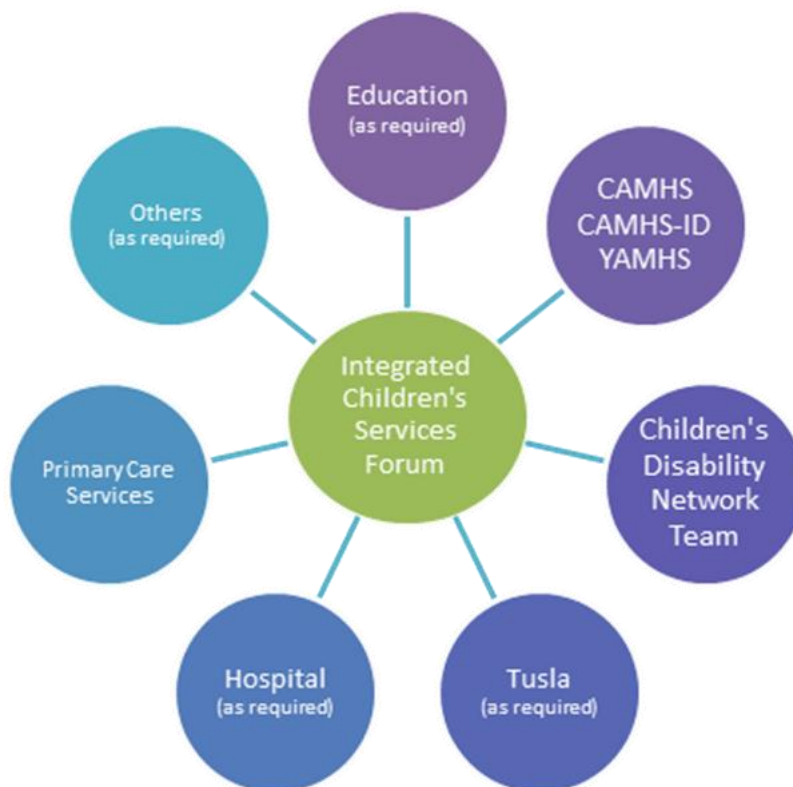 Education
(as required)
CAMHS
CAMHS-ID
YAMHS
Children's
Disability
Network
Team
Tusla
(as required)
Hospital
(as required)
Primary Care
Services
Others
(as required)
Integrated
Children's
Services
Forum